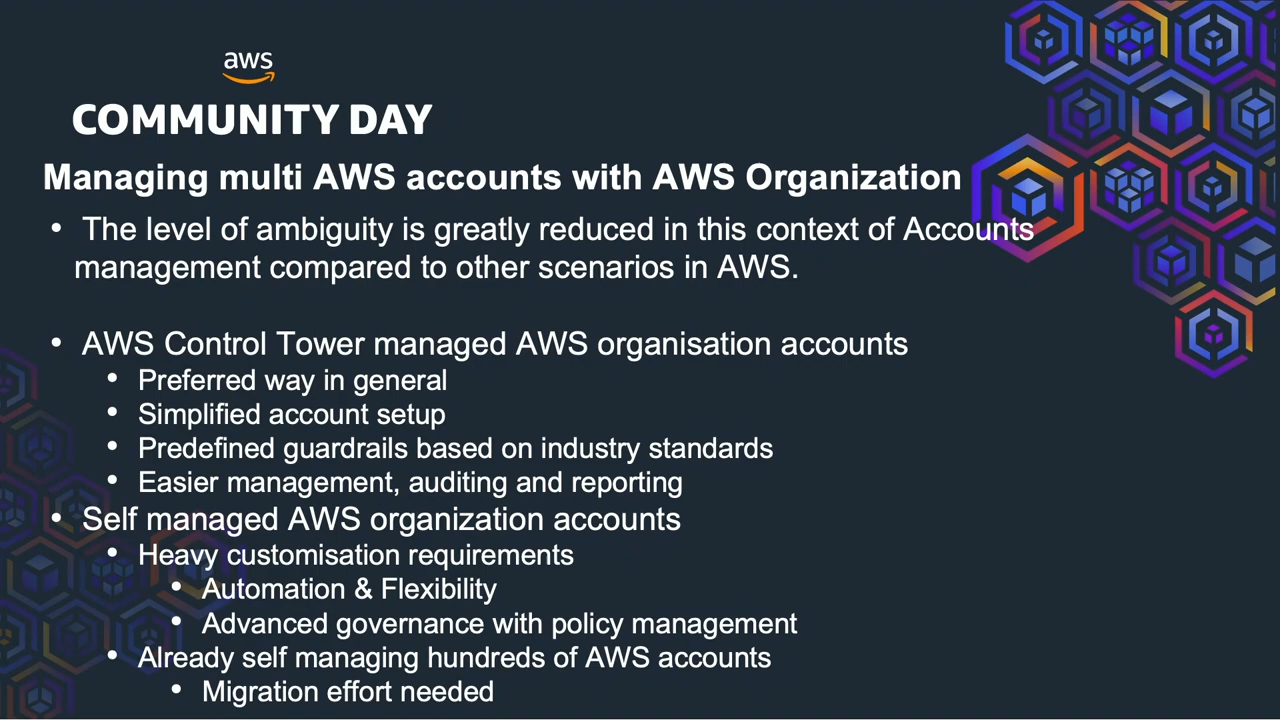 aws
COMMUNITY DAY
Managing multi AWS accounts with AWS Organization
• The level of ambiguity is greatly reduced in this context of Accounts
management compared to other scenarios in AWS.
• AWS Control Tower managed AWS organisation accounts
• Preferred way in general
• Simplified account setup
• Predefined guardrails based on industry standards
• Easier management, auditing and reporting
• Self managed AWS organization accounts
• Heavy customisation requirements
• Automation & Flexibility
• Advanced governance with policy management
• Already self managing hundreds of AWS accounts
• Migration effort needed